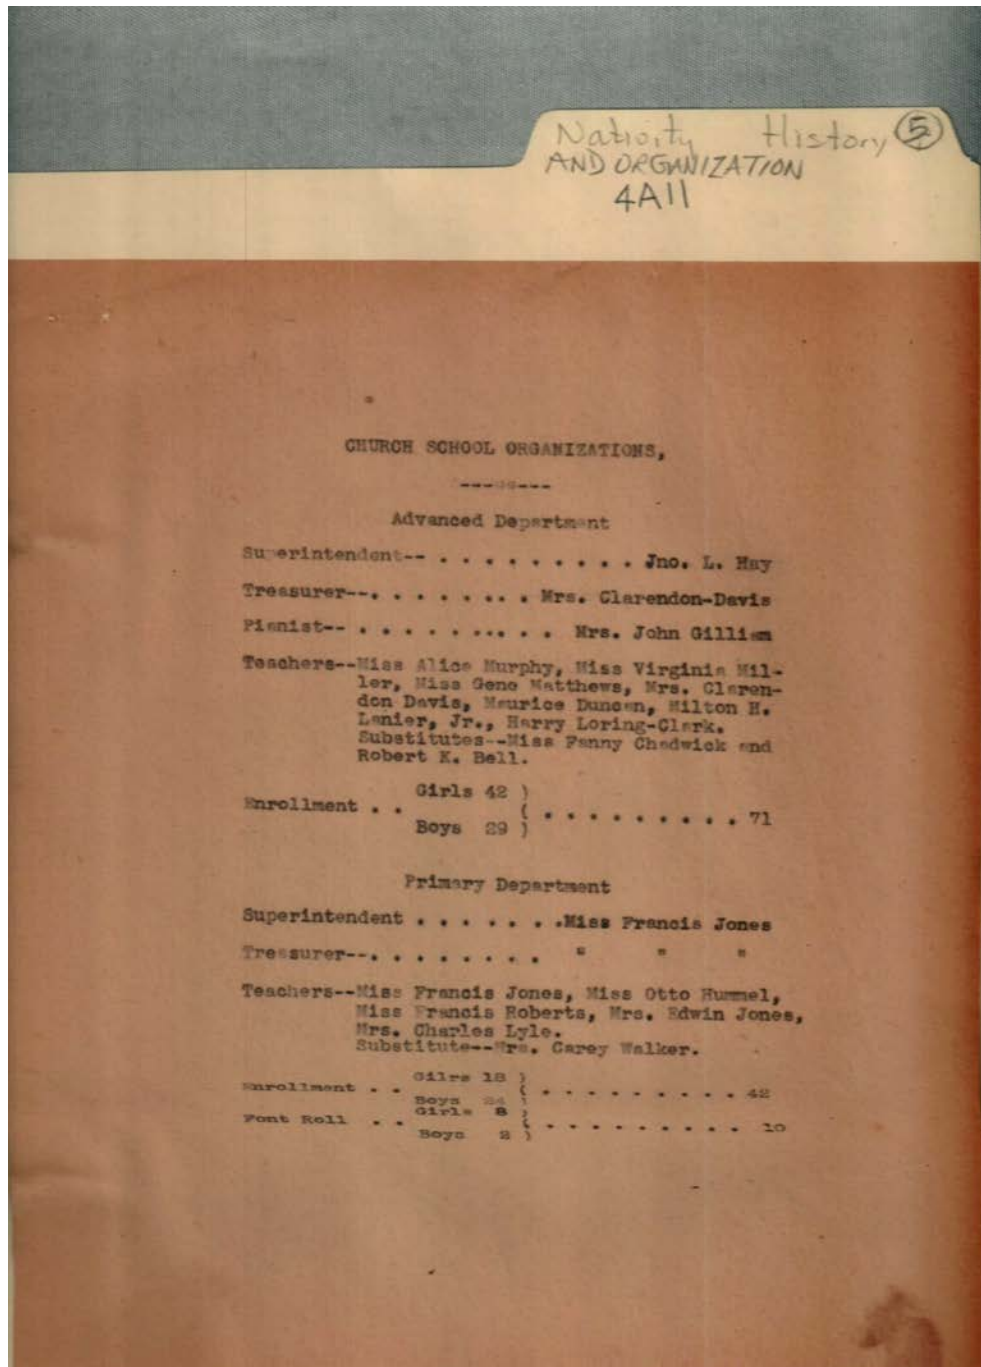 Nativity History 5
AND ORGANIZATION
4A11
CHURCH SCHOOL ORGANIZATIONS,
---oo---
Advanced Department
Superintendent-- . . . . . . . . . Jno. L. Hay
Treasurer--. . . . . ... . Mrs. Clarendon-Davis
Pianist-- . . . . . .... . . Mrs. John Gilliam
Teachers--Miss Alice Murphy, Miss Virginia Mil-
ler, Miss Gene Matthews, Mrs. Claren-
don Davis, Maurice Duncan, Milton H.
Lanier, Jr., Harry Loring-Clark.
Substitutes--Miss Fanny Chadwick and
Robert K. Bell.
Girls 42 )
Enrollment . . ( . . . . . . . . . 71
Boys 29 )
Primary Department
Superintendent . . . . . . .Miss Francis Jones
Treasurer--. . . . . . . . " " "
Teachers--Miss Francis Jones, Miss Otto Hummel,
Miss Francis Roberts, Mrs. Edwin Jones,
Mrs. Charles Lyle.
Substitute--Mrs. Carey Walker.
Gilrs 18 )
Enrollment . . ( . . . . . . . . . 42
Boys 24 )
Girls 8 )
Font Roll . . ( . . . . . . . . . 10
Boys 2 )